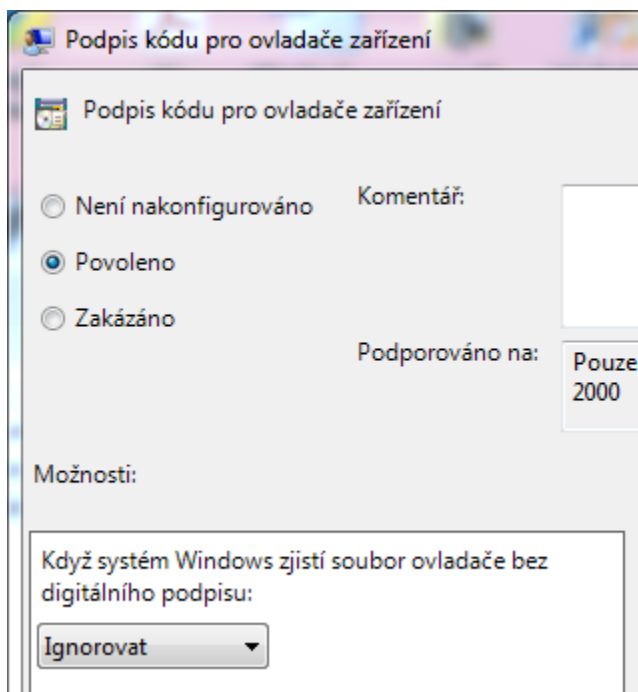 Podpis kódu pro ovladače zařízení
Podpis kódu pro ovladače zařízení
Není nakonfigurováno
Komentář:
Povoleno
Zakázáno
Podporováno na:
Pouze
2000
Možnosti:
Když systém Windows zjistí soubor ovladače bez
digitálního podpisu:
Ignorovat